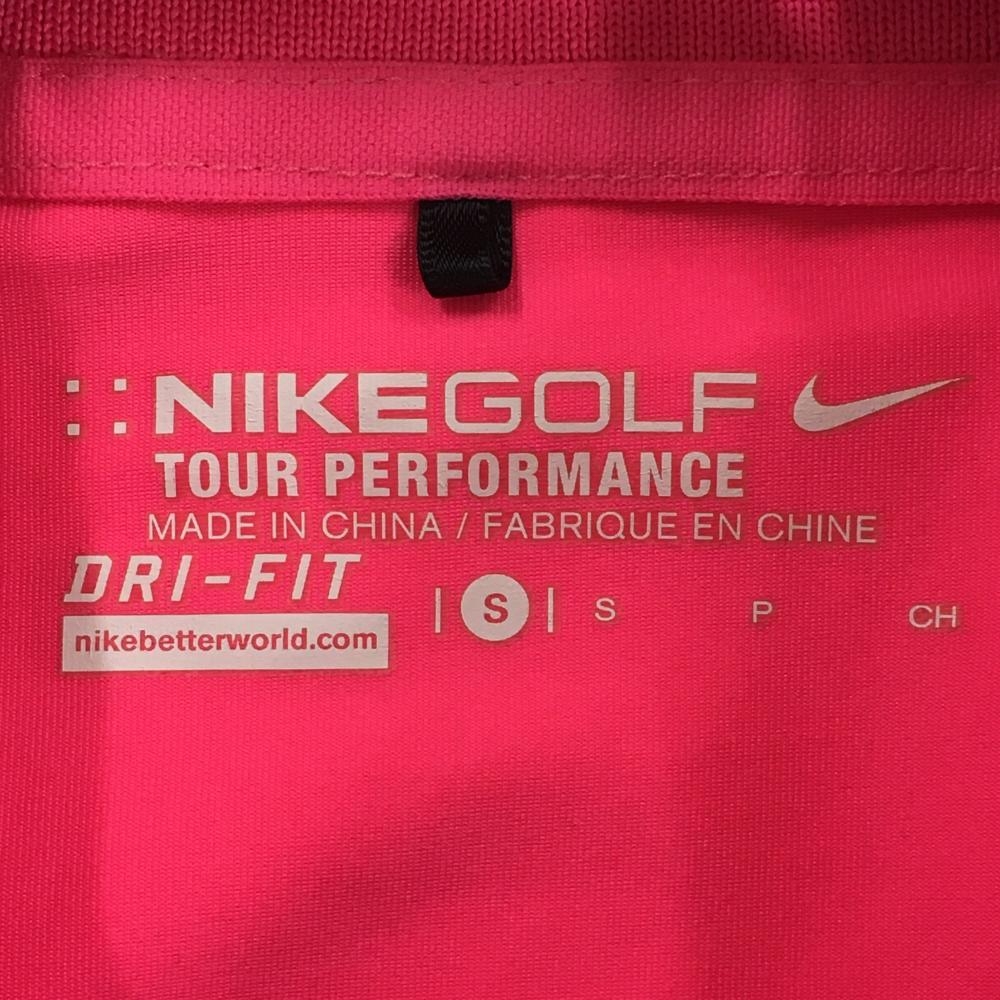 NIKEGOLF
TOUR PERFORMANCE
MADE IN CHINA / FABRIQUE EN CHINE
DRI-FIT
nikebetterworld.com
| S | S P CH